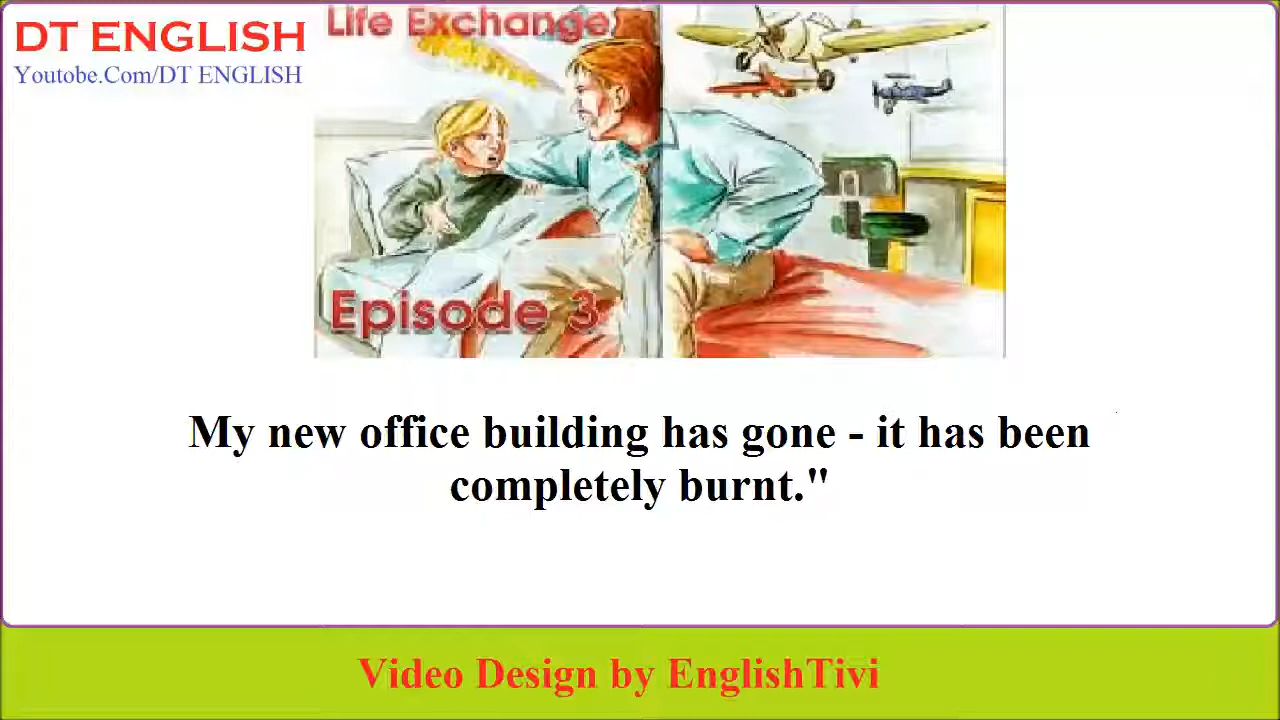 DT ENGLISH
Youtobe.Com/DT ENGLISH
Life Exchange
Episode 3
My new office building has gone - it has been
completely burnt."
Video Design by EnglishTivi